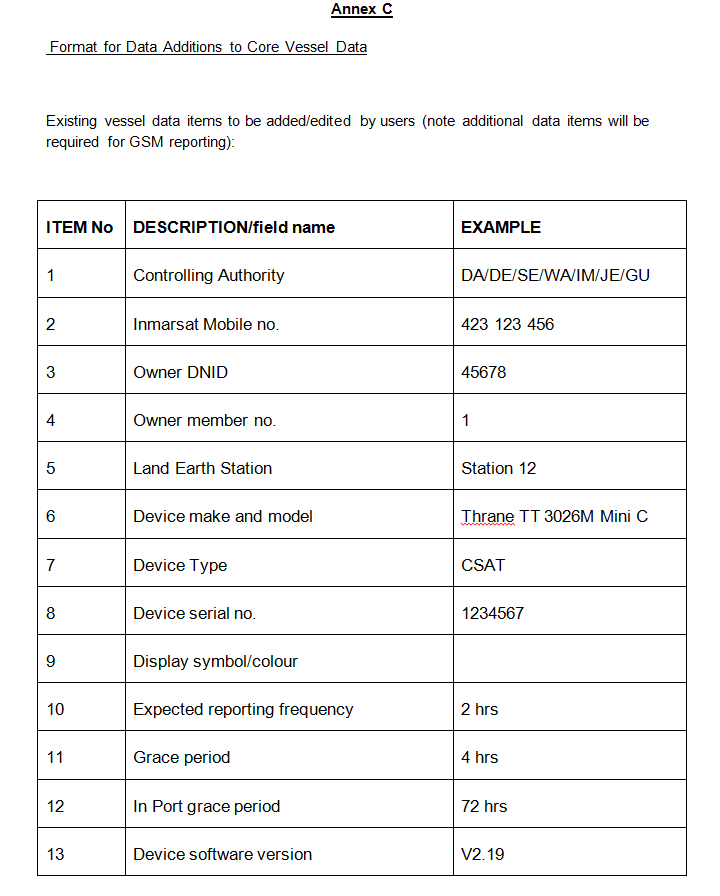 Annex C
Format for Data Additions to Core Vessel Data
Existing vessel data items to be added/edited by users (note additional data items will be
required for GSM reporting):
ITEM No DESCRIPTION/field name EXAMPLE
1 Controlling Authority DA/DE/SE/WA/IM/JE/GU
2 Inmarsat Mobile no. 423 123 456
3 Owner DNID 45678
4 Owner member no. 1
5 Land Earth Station Station 12
6 Device make and model Thrane TT 3026M Mini C
7 Device Type CSAT
8 Device serial no. 1234567
9 Display symbol/colour
10 Expected reporting frequency 2 hrs
11 Grace period 4 hrs
12 In Port grace period 72 hrs
13 Device software version V2.19